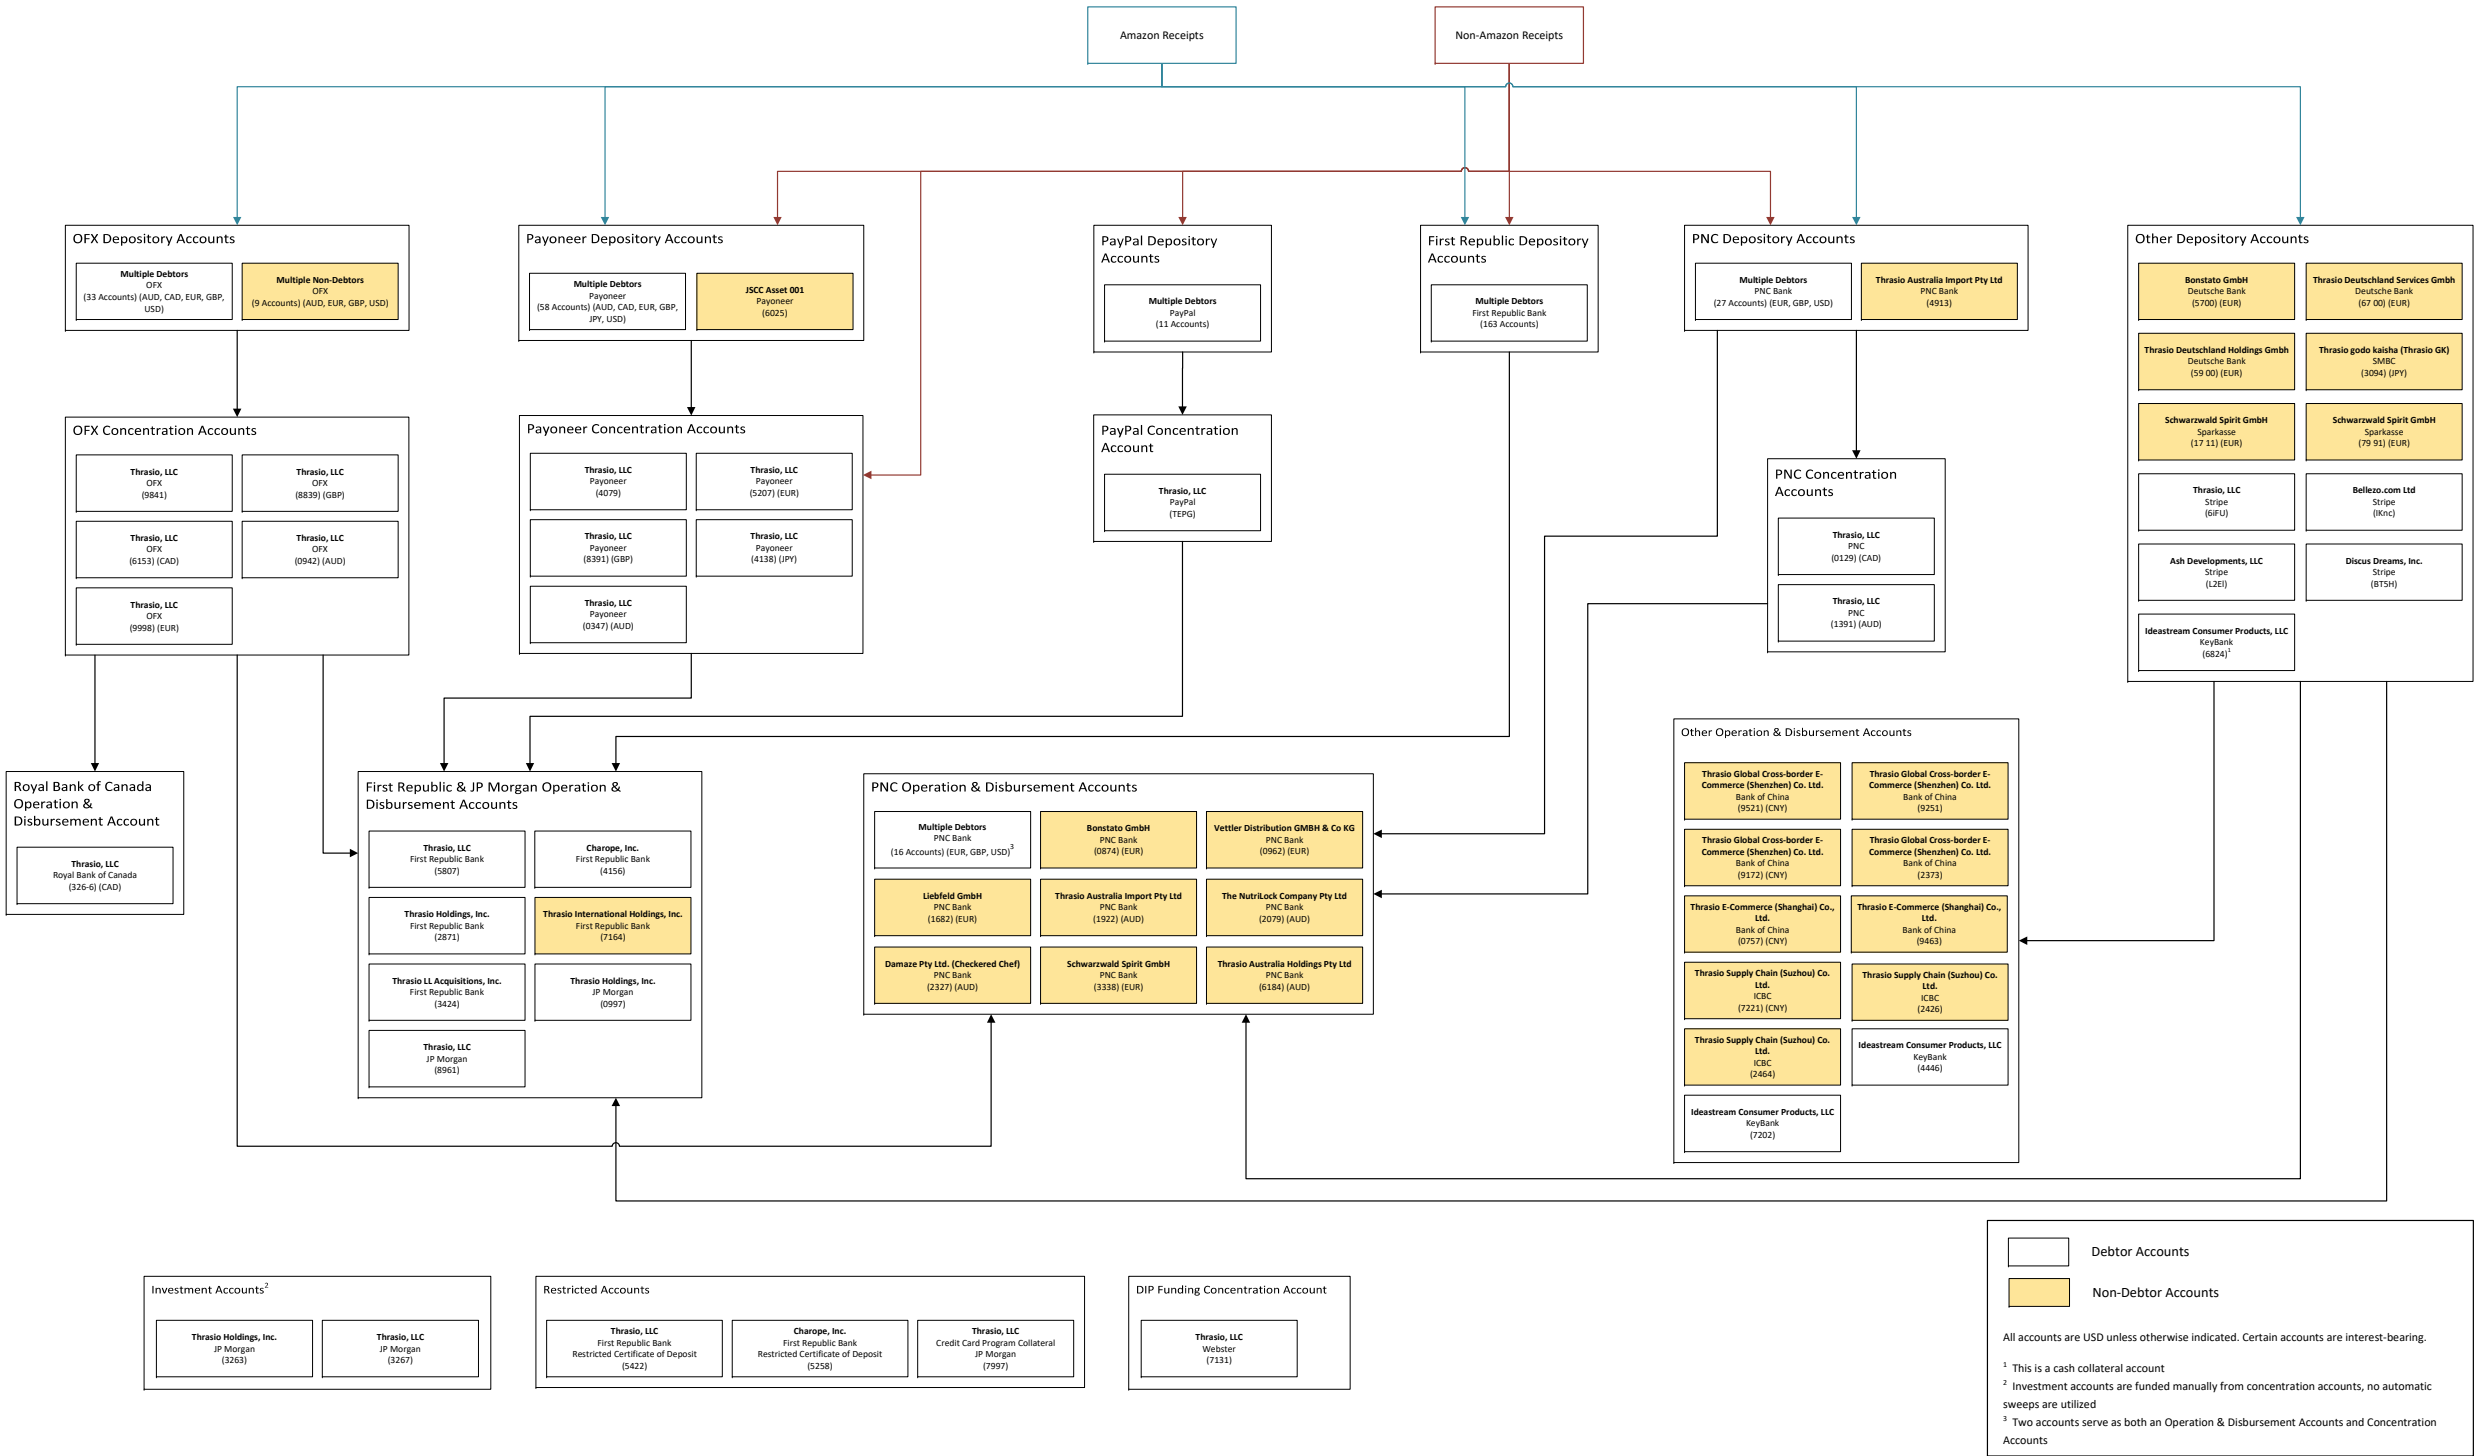 Amazon Receipts
Non-Amazon Receipts
OFX Depository Accounts
Multiple Debtors
OFX
(33 Accounts) (AUD, CAD, EUR, GBP,
USD)
Multiple Non-Debtors
OFX
(9 Accounts) (AUD, EUR, GBP, USD)
Payoneer Depository Accounts
Multiple Debtors
Payoneer
(58 Accounts) (AUD, CAD, EUR, GBP,
JPY, USD)
JSCC Asset 001
Payoneer
(6025)
PayPal Depository
Accounts
Multiple Debtors
PayPal
(11 Accounts)
First Republic Depository
Accounts
Multiple Debtors
First Republic Bank
(163 Accounts)
PNC Depository Accounts
Multiple Debtors
PNC Bank
(27 Accounts) (EUR, GBP, USD)
Thrasio Australia Import Pty Ltd
PNC Bank
(4913)
Other Depository Accounts
Bonstato GmbH
Deutsche Bank
(5700) (EUR)
Thrasio Deutschland Services Gmbh
Deutsche Bank
(67 00) (EUR)
Thrasio Deutschland Holdings Gmbh
Deutsche Bank
(59 00) (EUR)
Thrasio godo kaisha (Thrasio GK)
SMBC
(3094) (JPY)
Schwarzwald Spirit GmbH
Sparkasse
(17 11) (EUR)
Schwarzwald Spirit GmbH
Sparkasse
(79 91) (EUR)
Thrasio, LLC
Stripe
(6iFU)
Bellezo.com Ltd
Stripe
(IKnc)
Ash Developments, LLC
Stripe
(L2EI)
Discus Dreams, Inc.
Stripe
(BT5H)
Ideastream Consumer Products, LLC
KeyBank
(6824)1
OFX Concentration Accounts
Thrasio, LLC
OFX
(9841)
Thrasio, LLC
OFX
(8839) (GBP)
Thrasio, LLC
OFX
(6153) (CAD)
Thrasio, LLC
OFX
(0942) (AUD)
Thrasio, LLC
OFX
(9998) (EUR)
Payoneer Concentration Accounts
Thrasio, LLC
Payoneer
(4079)
Thrasio, LLC
Payoneer
(5207) (EUR)
Thrasio, LLC
Payoneer
(8391) (GBP)
Thrasio, LLC
Payoneer
(4138) (JPY)
Thrasio, LLC
Payoneer
(0347) (AUD)
PayPal Concentration
Account
Thrasio, LLC
PayPal
(TEPG)
PNC Concentration
Accounts
Thrasio, LLC
PNC
(0129) (CAD)
Thrasio, LLC
PNC
(1391) (AUD)
Royal Bank of Canada
Operation &
Disbursement Account
Thrasio, LLC
Royal Bank of Canada
(326-6) (CAD)
First Republic & JP Morgan Operation &
Disbursement Accounts
Thrasio, LLC
First Republic Bank
(5807)
Charope, Inc.
First Republic Bank
(4156)
Thrasio Holdings, Inc.
First Republic Bank
(2871)
Thrasio International Holdings, Inc.
First Republic Bank
(7164)
Thrasio LL Acquisitions, Inc.
First Republic Bank
(3424)
Thrasio Holdings, Inc.
JP Morgan
(0997)
Thrasio, LLC
JP Morgan
(8961)
PNC Operation & Disbursement Accounts
Multiple Debtors
PNC Bank
(16 Accounts) (EUR, GBP, USD)3
Bonstato GmbH
PNC Bank
(0874) (EUR)
Vettler Distribution GMBH & Co KG
PNC Bank
(0962) (EUR)
Liebfeld GmbH
PNC Bank
(1682) (EUR)
Thrasio Australia Import Pty Ltd
PNC Bank
(1922) (AUD)
The NutriLock Company Pty Ltd
PNC Bank
(2079) (AUD)
Damaze Pty Ltd. (Checkered Chef)
PNC Bank
(2327) (AUD)
Schwarzwald Spirit GmbH
PNC Bank
(3338) (EUR)
Thrasio Australia Holdings Pty Ltd
PNC Bank
(6184) (AUD)
Other Operation & Disbursement Accounts
Thrasio Global Cross-border E-
Commerce (Shenzhen) Co. Ltd.
Bank of China
(9521) (CNY)
Thrasio Global Cross-border E-
Commerce (Shenzhen) Co. Ltd.
Bank of China
(9251)
Thrasio Global Cross-border E-
Commerce (Shenzhen) Co. Ltd.
Bank of China
(9172) (CNY)
Thrasio Global Cross-border E-
Commerce (Shenzhen) Co. Ltd.
Bank of China
(2373)
Thrasio E-Commerce (Shanghai) Co.,
Ltd.
Bank of China
(0757) (CNY)
Thrasio E-Commerce (Shanghai) Co.,
Ltd.
Bank of China
(9463)
Thrasio Supply Chain (Suzhou) Co.
Ltd.
ICBC
(7221) (CNY)
Thrasio Supply Chain (Suzhou) Co.
Ltd.
ICBC
(2426)
Thrasio Supply Chain (Suzhou) Co.
Ltd.
ICBC
(2464)
Ideastream Consumer Products, LLC
KeyBank
(4446)
Ideastream Consumer Products, LLC
KeyBank
(7202)
Investment Accounts2
Thrasio Holdings, Inc.
JP Morgan
(3263)
Thrasio, LLC
JP Morgan
(3267)
Restricted Accounts
Thrasio, LLC
First Republic Bank
Restricted Certificate of Deposit
(5422)
Charope, Inc.
First Republic Bank
Restricted Certificate of Deposit
(5258)
Thrasio, LLC
Credit Card Program Collateral
JP Morgan
(7997)
DIP Funding Concentration Account
Thrasio, LLC
Webster
(7131)
Debtor Accounts
Non-Debtor Accounts
All accounts are USD unless otherwise indicated. Certain accounts are interest-bearing.
1 This is a cash collateral account
2 Investment accounts are funded manually from concentration accounts, no automatic
sweeps are utilized
3 Two accounts serve as both an Operation & Disbursement Accounts and Concentration
Accounts